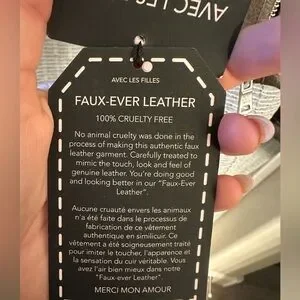 AVEC LES
AVEC LES FILLES
FAUX-EVER LEATHER
100% CRUELTY FREE
No animal cruelty was done in the
process of making this authentic faux
leather garment. Carefully treated to
mimic the touch, look and feel of
genuine leather. You're doing good
and looking better in our "Faux-Ever
Leather".
Aucune cruauté envers les animaux
n'a été faite dans le processus de
fabrication de ce vêtement
authentique en similicuir. Ce
vêtement a été soigneusement traité
pour imiter le toucher, l'apparence et
la sensation du cuir véritable. Vous
avez l'air bien mieux dans notre
"Faux-ever Leather".
MERCI MON AMOUR